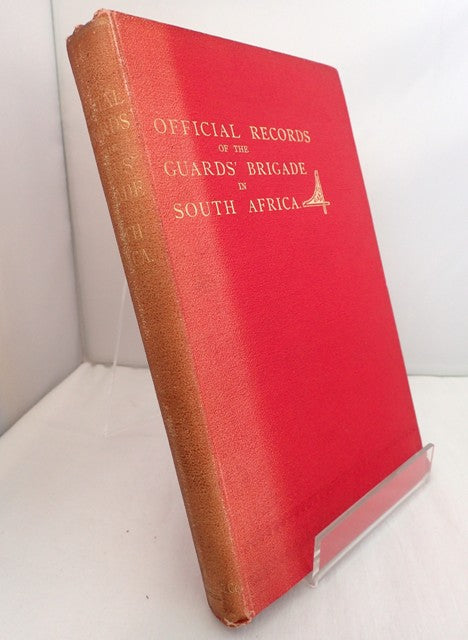 OFFICIAL RECORDS
OF THE
GUARDS' BRIGADE
IN
SOUTH AFRICA.